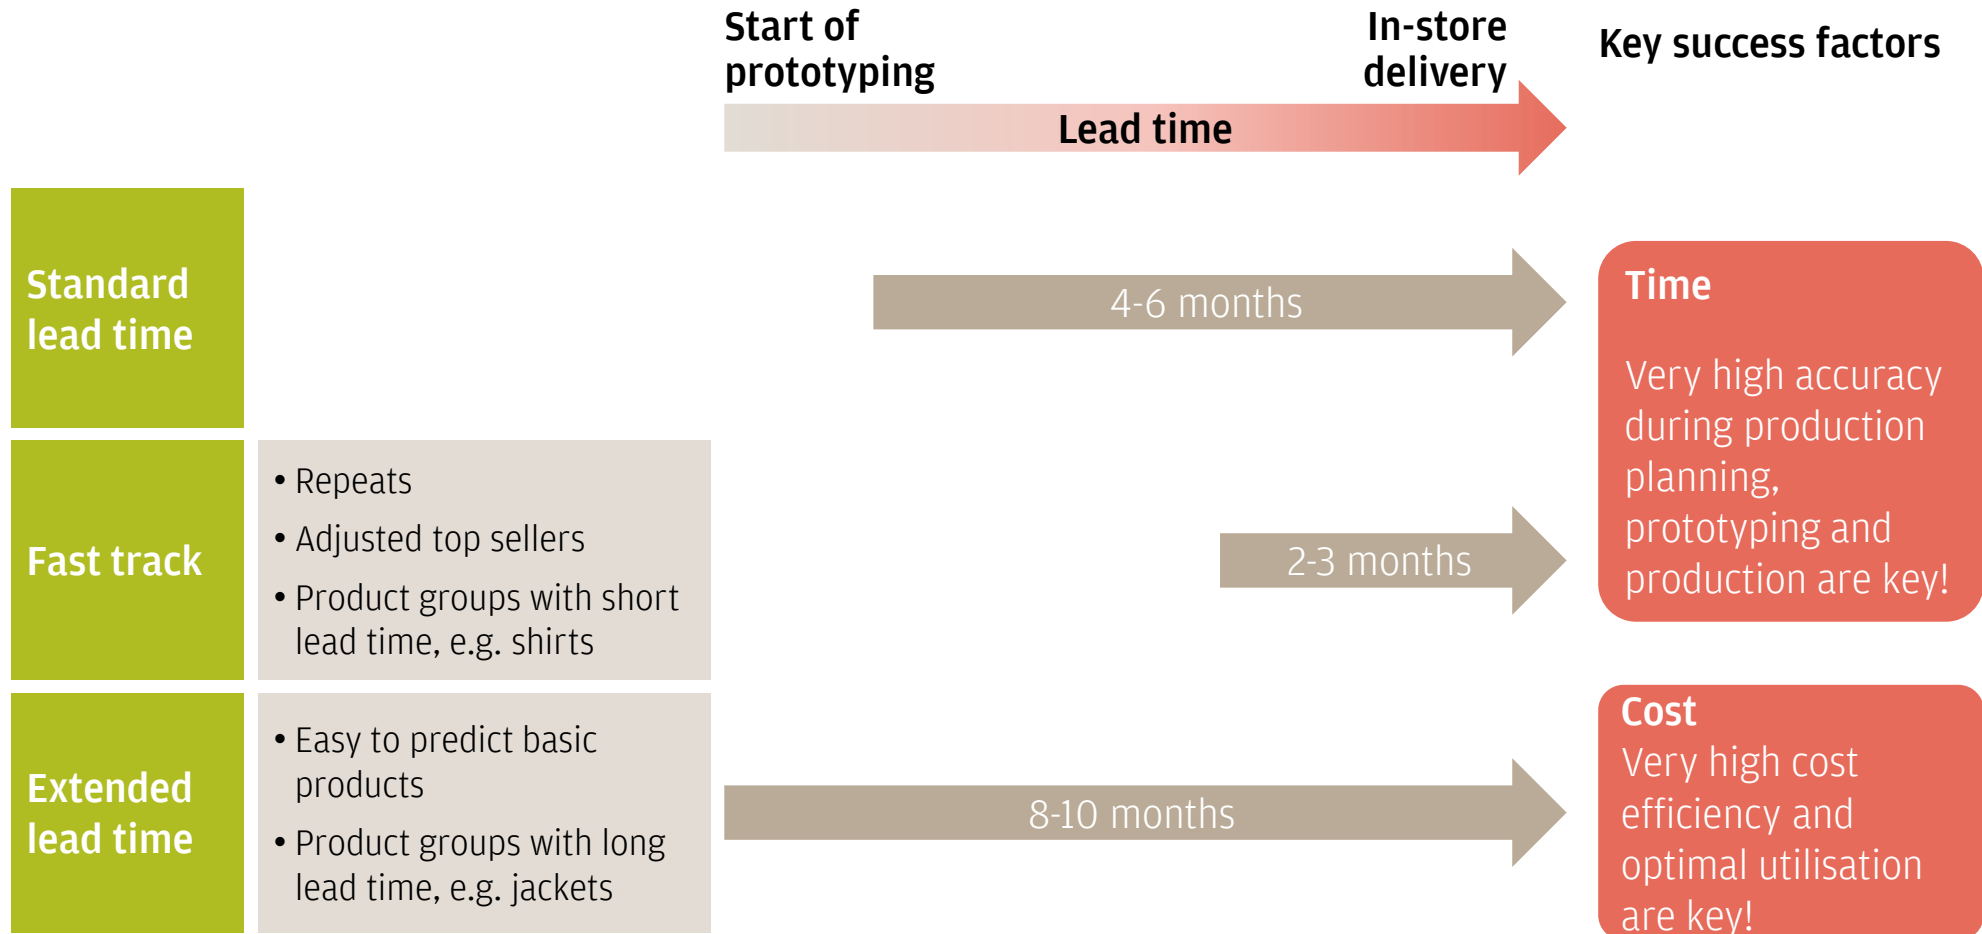 Start of
prototyping
In-store
delivery
Key success factors
Lead time
Standard
lead time
4-6 months
Time
Very high accuracy
during production
planning,
prototyping and
production are key!
Fast track
• Repeats
• Adjusted top sellers
• Product groups with short
lead time, e.g. shirts
2-3 months
Extended
lead time
• Easy to predict basic
products
• Product groups with long
lead time, e.g. jackets
8-10 months
Cost
Very high cost
efficiency and
optimal utilisation
are key!